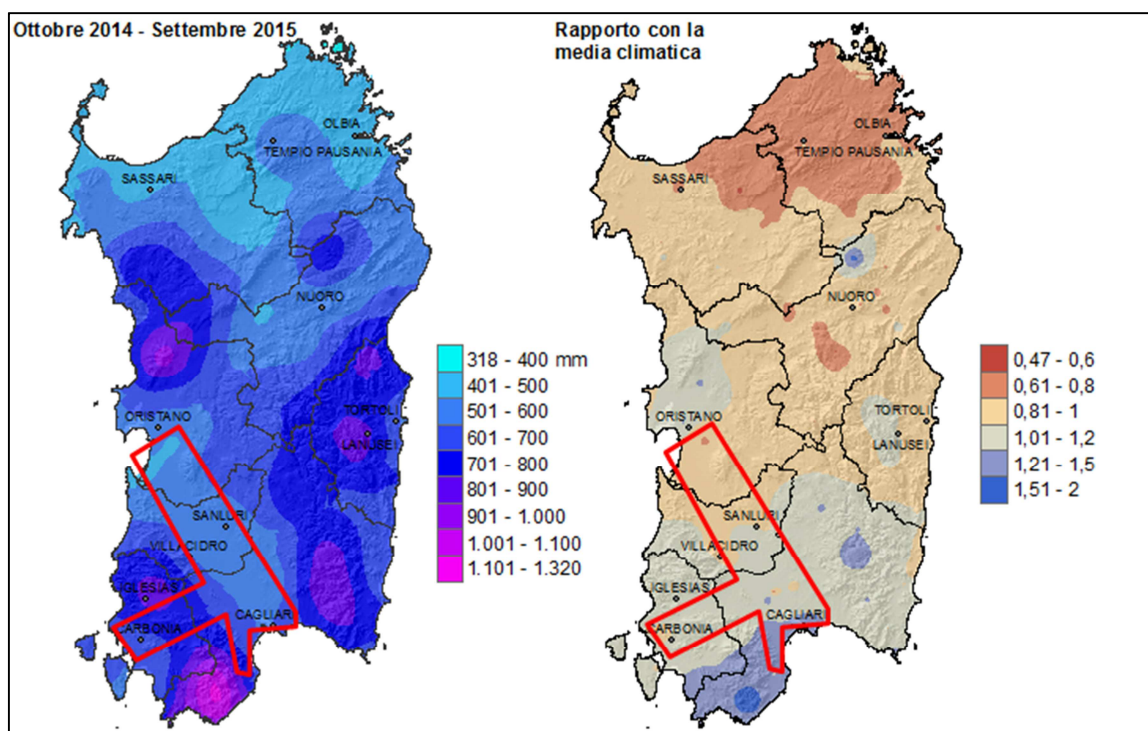 Ottobre 2014 - Settembre 2015
OLBIA
TEMPIO PAUSANIA
SASSARI
NUORO
ORISTANO
TORTOLI
LANUSEI
SANLURI
VILLACIDRO
IGLESIAS
CAGLIARI
CARBONIA
318 - 400 mm
401 - 500
501 - 600
601 - 700
701 - 800
801 - 900
901 - 1.000
1.001 - 1.100
1.101 - 1.320
Rapporto con la
media climatica
OLBIA
TEMPIO PAUSANIA
SASSARI
NUORO
ORISTANO
TORTOLI
LANUSEI
SANLURI
VILLACIDRO
IGLESIAS
CAGLIARI
CARBONIA
0,47 - 0,6
0,61 - 0,8
0,81 - 1
1,01 - 1,2
1,21 - 1,5
1,51 - 2